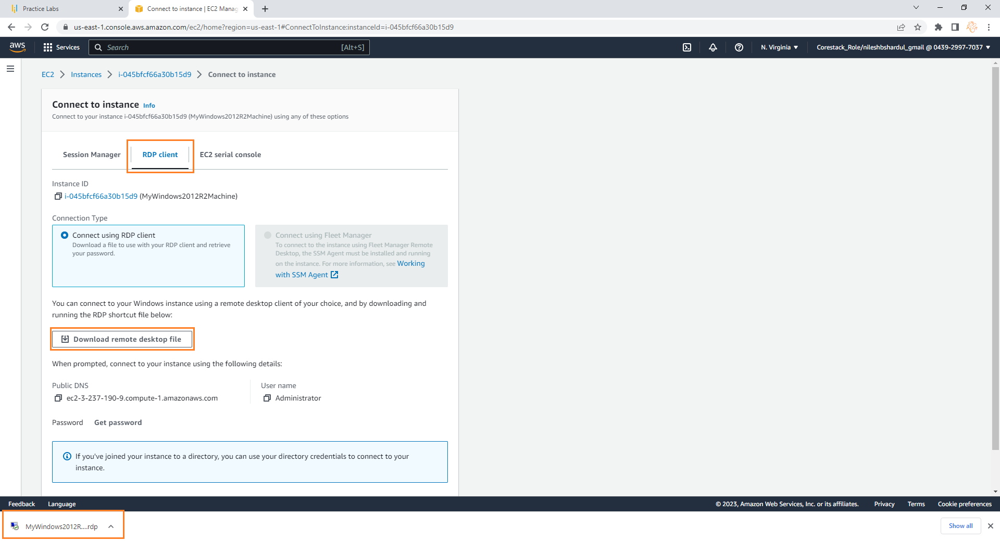 Practice Labs
Connect to instance | EC2 Manag
us-east-1.console.aws.amazon.com/ec2/home?region=us-east-1#ConnectToInstance:instanceId=i-045bfcf66a30b15d9
aws
Services
Search
[Alt+S]
N. Virginia
Corestack_Role/nileshbshardul_gmail @ 0439-2997-7037
EC2
Instances
i-045bfcf66a30b15d9
Connect to instance
Connect to instance Info
Connect to your instance i-045bfcf66a30b15d9 (MyWindows2012R2Machine) using any of these options
Session Manager
RDP client
EC2 serial console
Instance ID
i-045bfcf66a30b15d9 (MyWindows2012R2Machine)
Connection Type
Connect using RDP client
Download a file to use with your RDP client and retrieve
your password.
Connect using Fleet Manager
To connect to the instance using Fleet Manager Remote
Desktop, the SSM Agent must be installed and running
on the instance. For more information, see Working
with SSM Agent
You can connect to your Windows instance using a remote desktop client of your choice, and by downloading and
running the RDP shortcut file below:
Download remote desktop file
When prompted, connect to your instance using the following details:
Public DNS
ec2-3-237-190-9.compute-1.amazonaws.com
User name
Administrator
Password
Get password
If you've joined your instance to a directory, you can use your directory credentials to connect to your
instance.
Feedback
Language
© 2023, Amazon Web Services, Inc. or its affiliates.
Privacy
Terms
Cookie preferences
MyWindows2012R....rdp
Show all